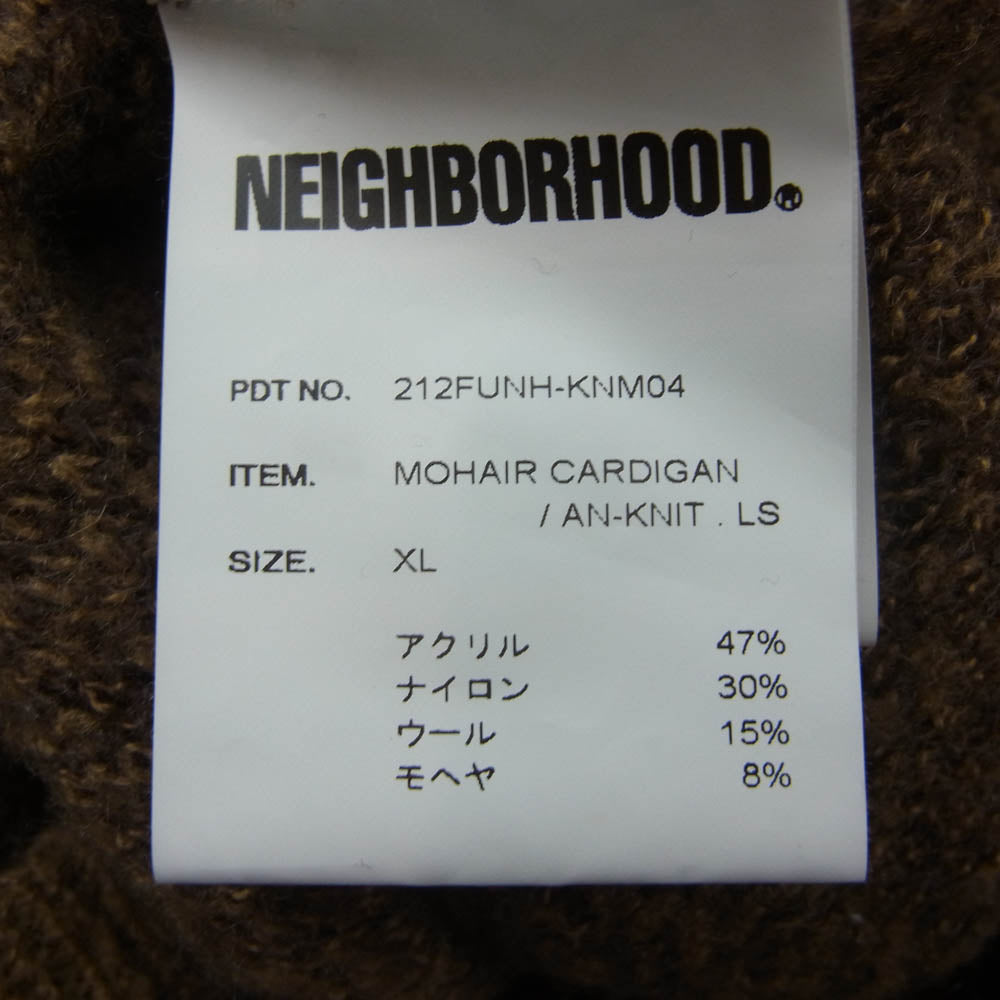 NEIGHBORHOOD.
PDT NO. 212FUNH-KNM04
ITEM. MOHAIR CARDIGAN
/ AN-KNIT . LS
SIZE. XL
アクリル 47%
ナイロン 30%
ウール 15%
モヘヤ 8%